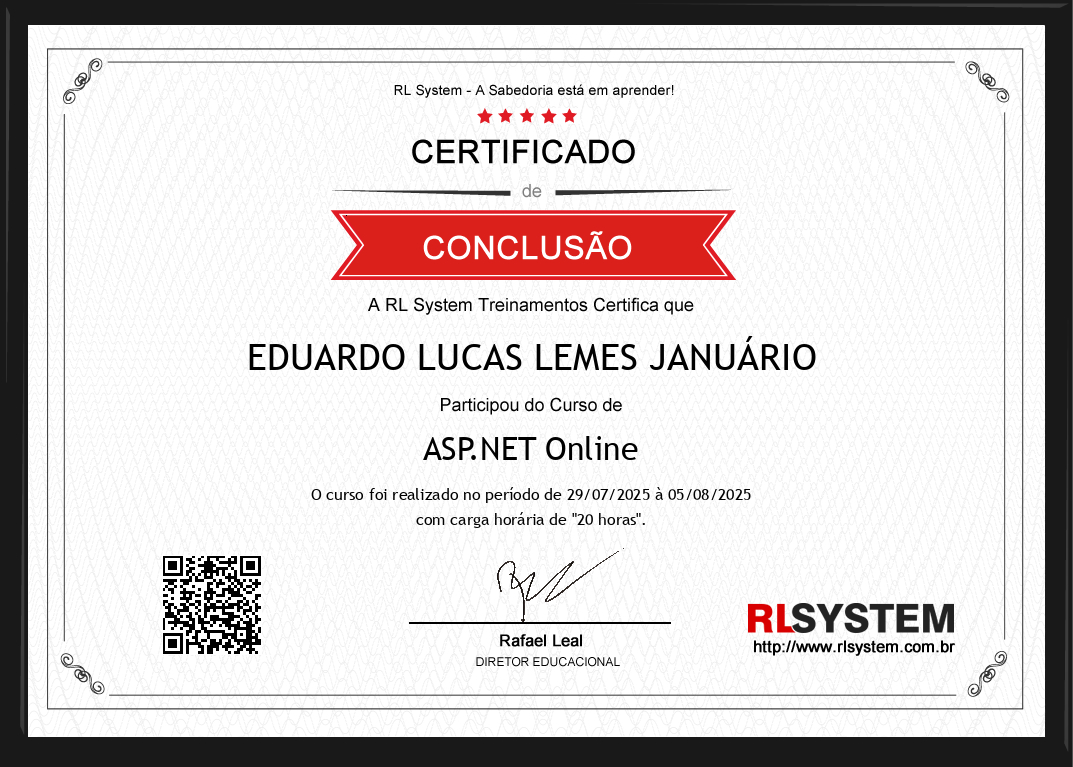 RL System - A Sabedoria está em aprender!
CERTIFICADO
de
CONCLUSÃO
A RL System Treinamentos Certifica que
EDUARDO LUCAS LEMES JANUÁRIO
Participou do Curso de
ASP.NET Online
O curso foi realizado no período de 29/07/2025 à 05/08/2025
com carga horária de "20 horas".
Rafael Leal
DIRETOR EDUCACIONAL
RLSYSTEM
http://www.rlsystem.com.br